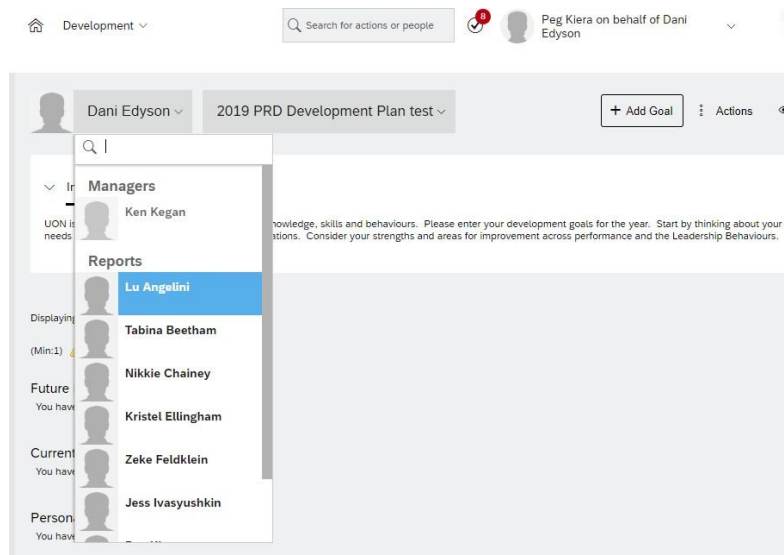 Development
Search for actions or people
8
Peg Kiera on behalf of Dani
Edyson
Dani Edyson
2019 PRD Development Plan test
+ Add Goal
Actions
Managers
Ken Kegan
UON is
nowledge, skills and behaviours. Please enter your development goals for the year. Start by thinking about your
needs
ations. Consider your strengths and areas for improvement across performance and the Leadership Behaviours.
Reports
Lu Angelini
Displaying
Tabina Beetham
(Min:1)
Nikkie Chainey
Future
You have
Kristel Ellingham
Current
Zeke Feldklein
You have
Jess Ivasyushkin
Person
You have